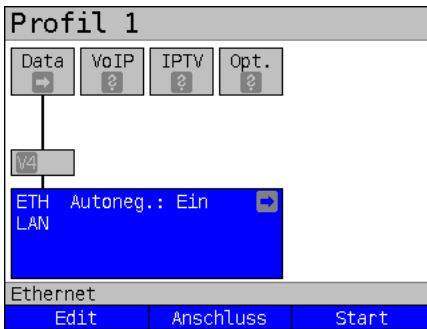 Profil 1
Data VoIP IPTV Opt.
? ? ?
V4
ETH Autoneg.: Ein
LAN
Ethernet
Edit Anschluss Start